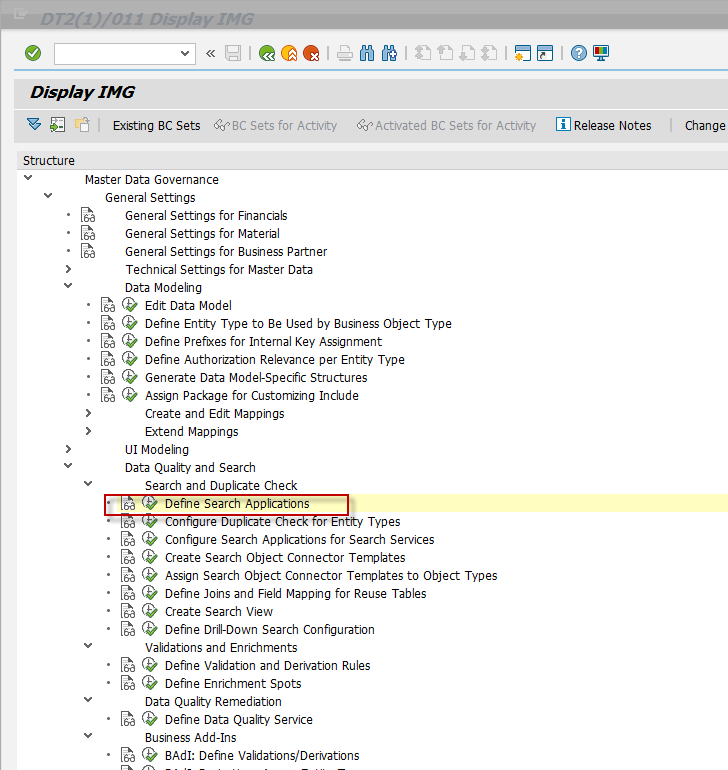 DT2(1)/011 Display IMG
Display IMG
Existing BC Sets BC Sets for Activity Activated BC Sets for Activity Release Notes Change
Structure
Master Data Governance
General Settings
General Settings for Financials
General Settings for Material
General Settings for Business Partner
Technical Settings for Master Data
Data Modeling
Edit Data Model
Define Entity Type to Be Used by Business Object Type
Define Prefixes for Internal Key Assignment
Define Authorization Relevance per Entity Type
Generate Data Model-Specific Structures
Assign Package for Customizing Include
Create and Edit Mappings
Extend Mappings
UI Modeling
Data Quality and Search
Search and Duplicate Check
Define Search Applications
Configure Duplicate Check for Entity Types
Configure Search Applications for Search Services
Create Search Object Connector Templates
Assign Search Object Connector Templates to Object Types
Define Joins and Field Mapping for Reuse Tables
Create Search View
Define Drill-Down Search Configuration
Validations and Enrichments
Define Validation and Derivation Rules
Define Enrichment Spots
Data Quality Remediation
Define Data Quality Service
Business Add-Ins
BAdI: Define Validations/Derivations